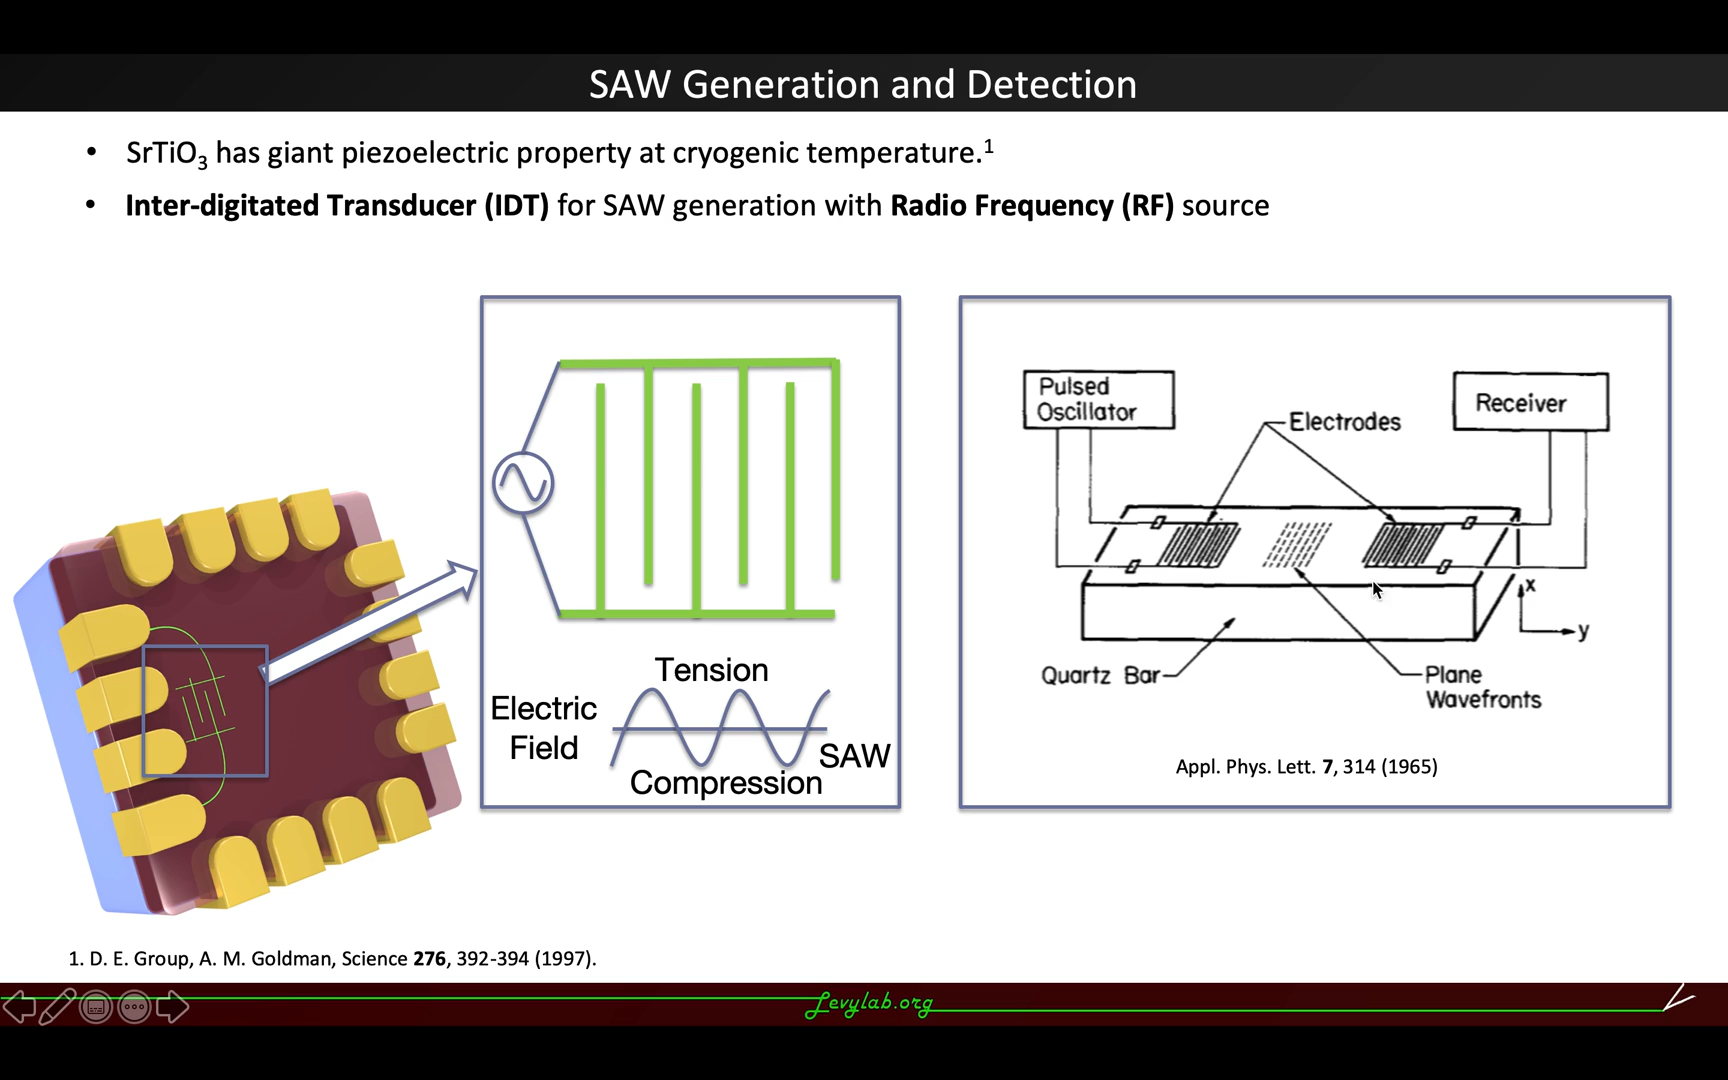 SAW Generation and Detection
• SrTiO₃ has giant piezoelectric property at cryogenic temperature.¹
• Inter-digitated Transducer (IDT) for SAW generation with Radio Frequency (RF) source
Tension
Electric
Field
SAW
Compression
Pulsed
Oscillator
Receiver
Electrodes
x
y
Quartz Bar
Plane
Wavefronts
Appl. Phys. Lett. 7, 314 (1965)
1. D. E. Group, A. M. Goldman, Science 276, 392-394 (1997).
Levylab.org